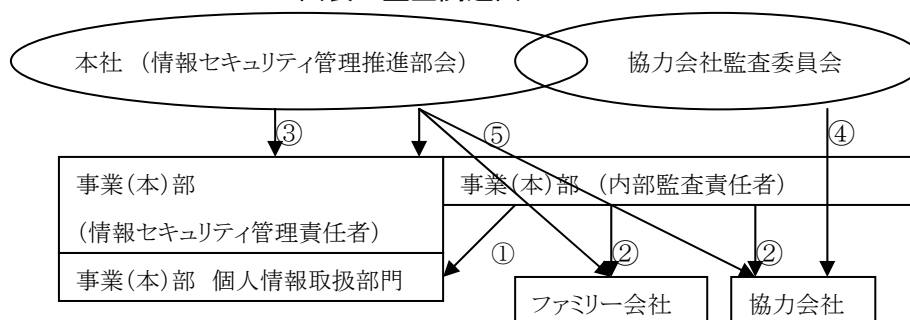 本社 (情報セキュリティ管理推進部会)
協力会社監査委員会
③
⑤
④
事業(本)部
(情報セキュリティ管理責任者)
事業(本)部 (内部監査責任者)
①
②
②
事業(本)部 個人情報取扱部門
ファミリー会社
協力会社